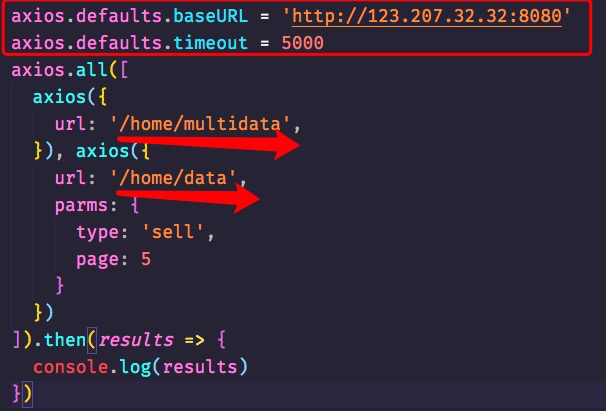 axios.defaults.baseURL = 'http://123.207.32.32:8080'
axios.defaults.timeout = 5000
axios.all([
  axios({
    url: '/home/multidata',
  }), axios({
    url: '/home/data',
    parms: {
      type: 'sell',
      page: 5
    }
  })
]).then(results => {
  console.log(results)
})